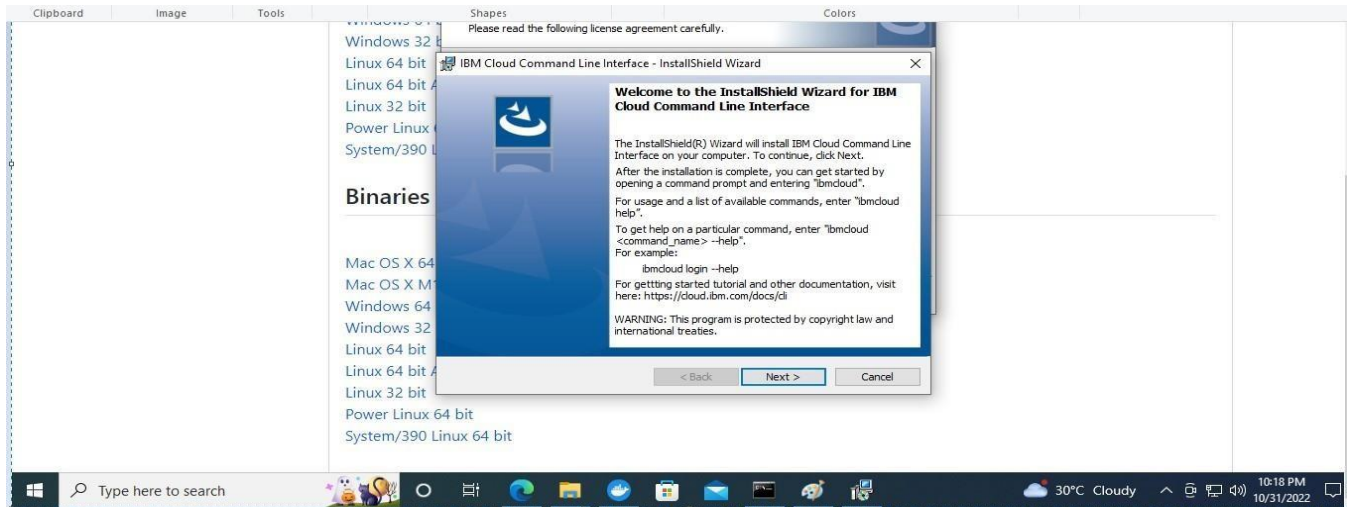 Clipboard Image Tools Shapes Colors
Windows 32
Linux 64 bit
Linux 64 bit
Linux 32 bit
Power Linux
System/390
Please read the following license agreement carefully.
IBM Cloud Command Line Interface - InstallShield Wizard
Welcome to the InstallShield Wizard for IBM
Cloud Command Line Interface
The InstallShield(R) Wizard will install IBM Cloud Command Line
Interface on your computer. To continue, click Next.
After the installation is complete, you can get started by
opening a command prompt and entering "ibmcloud".
For usage and a list of available commands, enter "ibmcloud
help".
To get help on a particular command, enter "ibmcloud
<command_name> --help".
For example:
ibmcloud login --help
For gettting started tutorial and other documentation, visit
here: https://cloud.ibm.com/docs/cli
WARNING: This program is protected by copyright law and
international treaties.
< Back Next > Cancel
Binaries
Mac OS X 64
Mac OS X M1
Windows 64
Windows 32
Linux 64 bit
Linux 64 bit
Linux 32 bit
Power Linux 64 bit
System/390 Linux 64 bit
Type here to search
30°C Cloudy
10:18 PM
10/31/2022